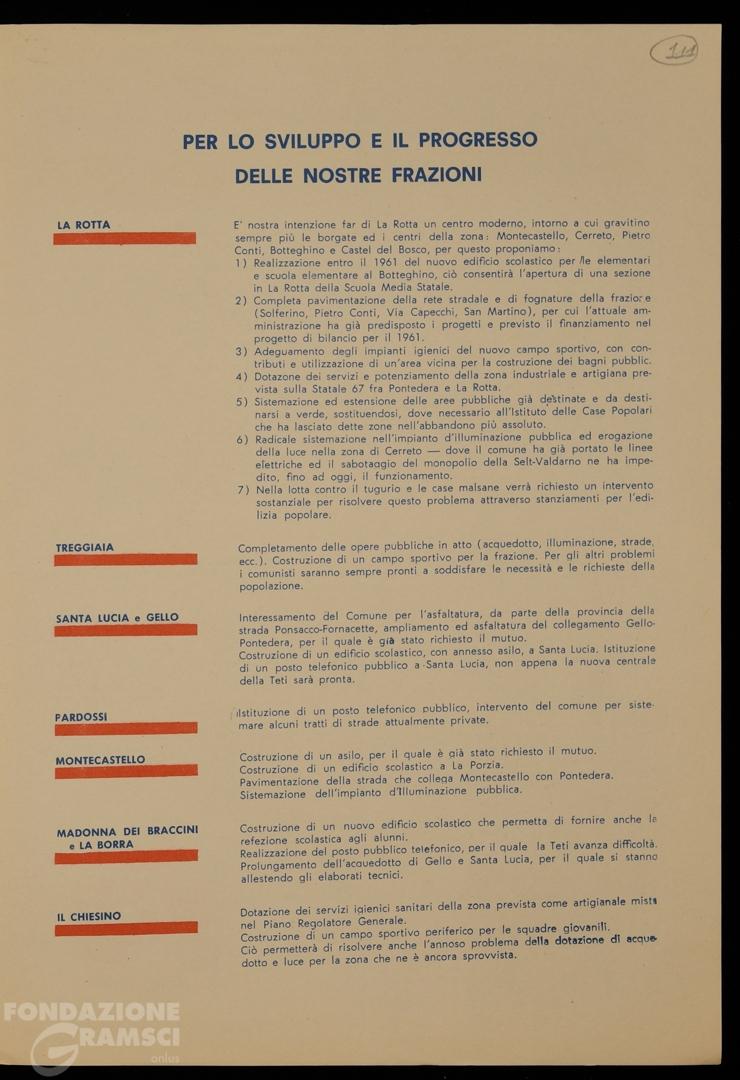 111
PER LO SVILUPPO E IL PROGRESSO
DELLE NOSTRE FRAZIONI
LA ROTTA
E' nostra intenzione far di La Rotta un centro moderno, intorno a cui gravitino
sempre più le borgate ed i centri della zona: Montecastello, Cerreto, Pietro
Conti, Botteghino e Castel del Bosco, per questo proponiamo:
1) Realizzazione entro il 1961 del nuovo edificio scolastico per le elementari
e scuola elementare al Botteghino, ciò consentirà l'apertura di una sezione
in La Rotta della Scuola Media Statale.
2) Completa pavimentazione della rete stradale e di fognature della frazione
(Solferino, Pietro Conti, Via Capecchi, San Martino), per cui l'attuale am-
ministrazione ha già predisposto i progetti e previsto il finanziamento nel
progetto di bilancio per il 1961.
3) Adeguamento degli impianti igienici del nuovo campo sportivo, con con-
tributi e utilizzazione di un'area vicina per la costruzione dei bagni pubblic.
4) Dotazone dei servizi e potenziamento della zona industriale e artigiana pre-
vista sulla Statale 67 fra Pontedera e La Rotta.
5) Sistemazione ed estensione delle aree pubbliche già destinate e da desti-
narsi a verde, sostituendosi, dove necessario all'Istituto delle Case Popolari
che ha lasciato dette zone nell'abbandono più assoluto.
6) Radicale sistemazione nell'impianto d'illuminazione pubblica ed erogazione
della luce nella zona di Cerreto — dove il comune ha già portato le linee
elettriche ed il sabotaggio del monopolio della Selt-Valdarno ne ha impe-
dito, fino ad oggi, il funzionamento.
7) Nella lotta contro il tugurio e le case malsane verrà richiesto un intervento
sostanziale per risolvere questo problema attraverso stanziamenti per l'edi-
lizia popolare.
TREGGIAIA
Completamento delle opere pubbliche in atto (acquedotto, illuminazione, strade,
ecc.). Costruzione di un campo sportivo per la frazione. Per gli altri problemi
i comunisti saranno sempre pronti a soddisfare le necessità e le richieste della
popolazione.
SANTA LUCIA e GELLO
Interessamento del Comune per l'asfaltatura, da parte della provincia della
strada Ponsacco-Fornacette, ampliamento ed asfaltatura del collegamento Gello-
Pontedera, per il quale è già stato richiesto il mutuo.
Costruzione di un edificio scolastico, con annesso asilo, a Santa Lucia. Istituzione
di un posto telefonico pubblico a Santa Lucia, non appena la nuova centrale
della Teti sarà pronta.
PARDOSSI
Istituzione di un posto telefonico pubblico, intervento del comune per siste-
mare alcuni tratti di strade attualmente private.
MONTECASTELLO
Costruzione di un asilo, per il quale è già stato richiesto il mutuo.
Costruzione di un edificio scolastico a La Porzia.
Pavimentazione della strada che collega Montecastello con Pontedera.
Sistemazione dell'impianto d'Illuminazione pubblica.
MADONNA DEI BRACCINI
e LA BORRA
Costruzione di un nuovo edificio scolastico che permetta di fornire anche la
refezione scolastica agli alunni.
Realizzazione del posto pubblico telefonico, per il quale la Teti avanza difficoltà.
Prolungamento dell'acquedotto di Gello e Santa Lucia, per il quale si stanno
allestendo gli elaborati tecnici.
IL CHIESINO
Dotazione dei servizi igienici sanitari della zona prevista come artigianale mista
nel Piano Regolatore Generale.
Costruzione di un campo sportivo periferico per le squadre giovanili.
Ciò permetterà di risolvere anche l'annoso problema della dotazione di acque
dotto e luce per la zona che ne è ancora sprovvista.
FONDAZIONE
GRAMSCI
onlus